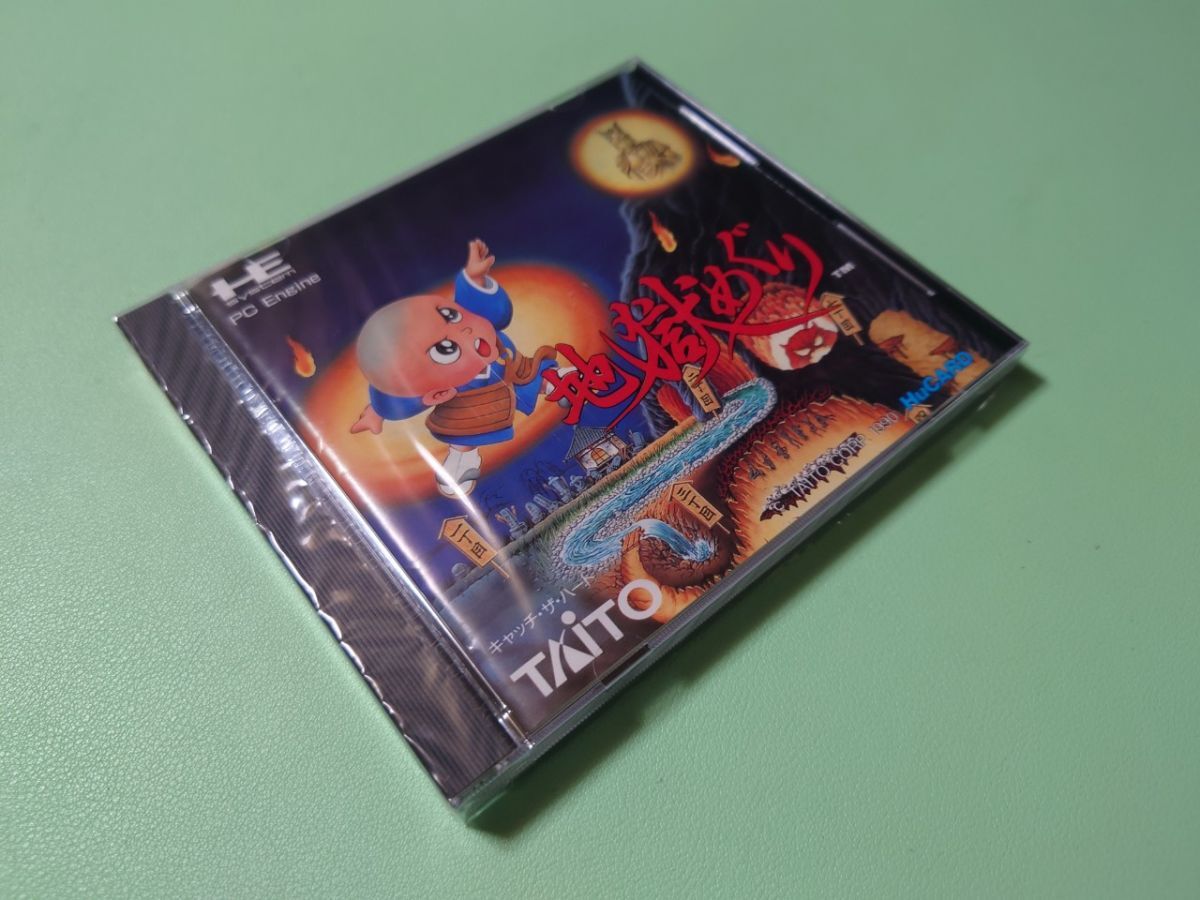 HE
system
PC Engine
地獄めぐり
TM
HuCARD
© TAITO CORP. 1990
一丁目
二丁目
三丁目
キャッチ・ザ・ハート
TAITO